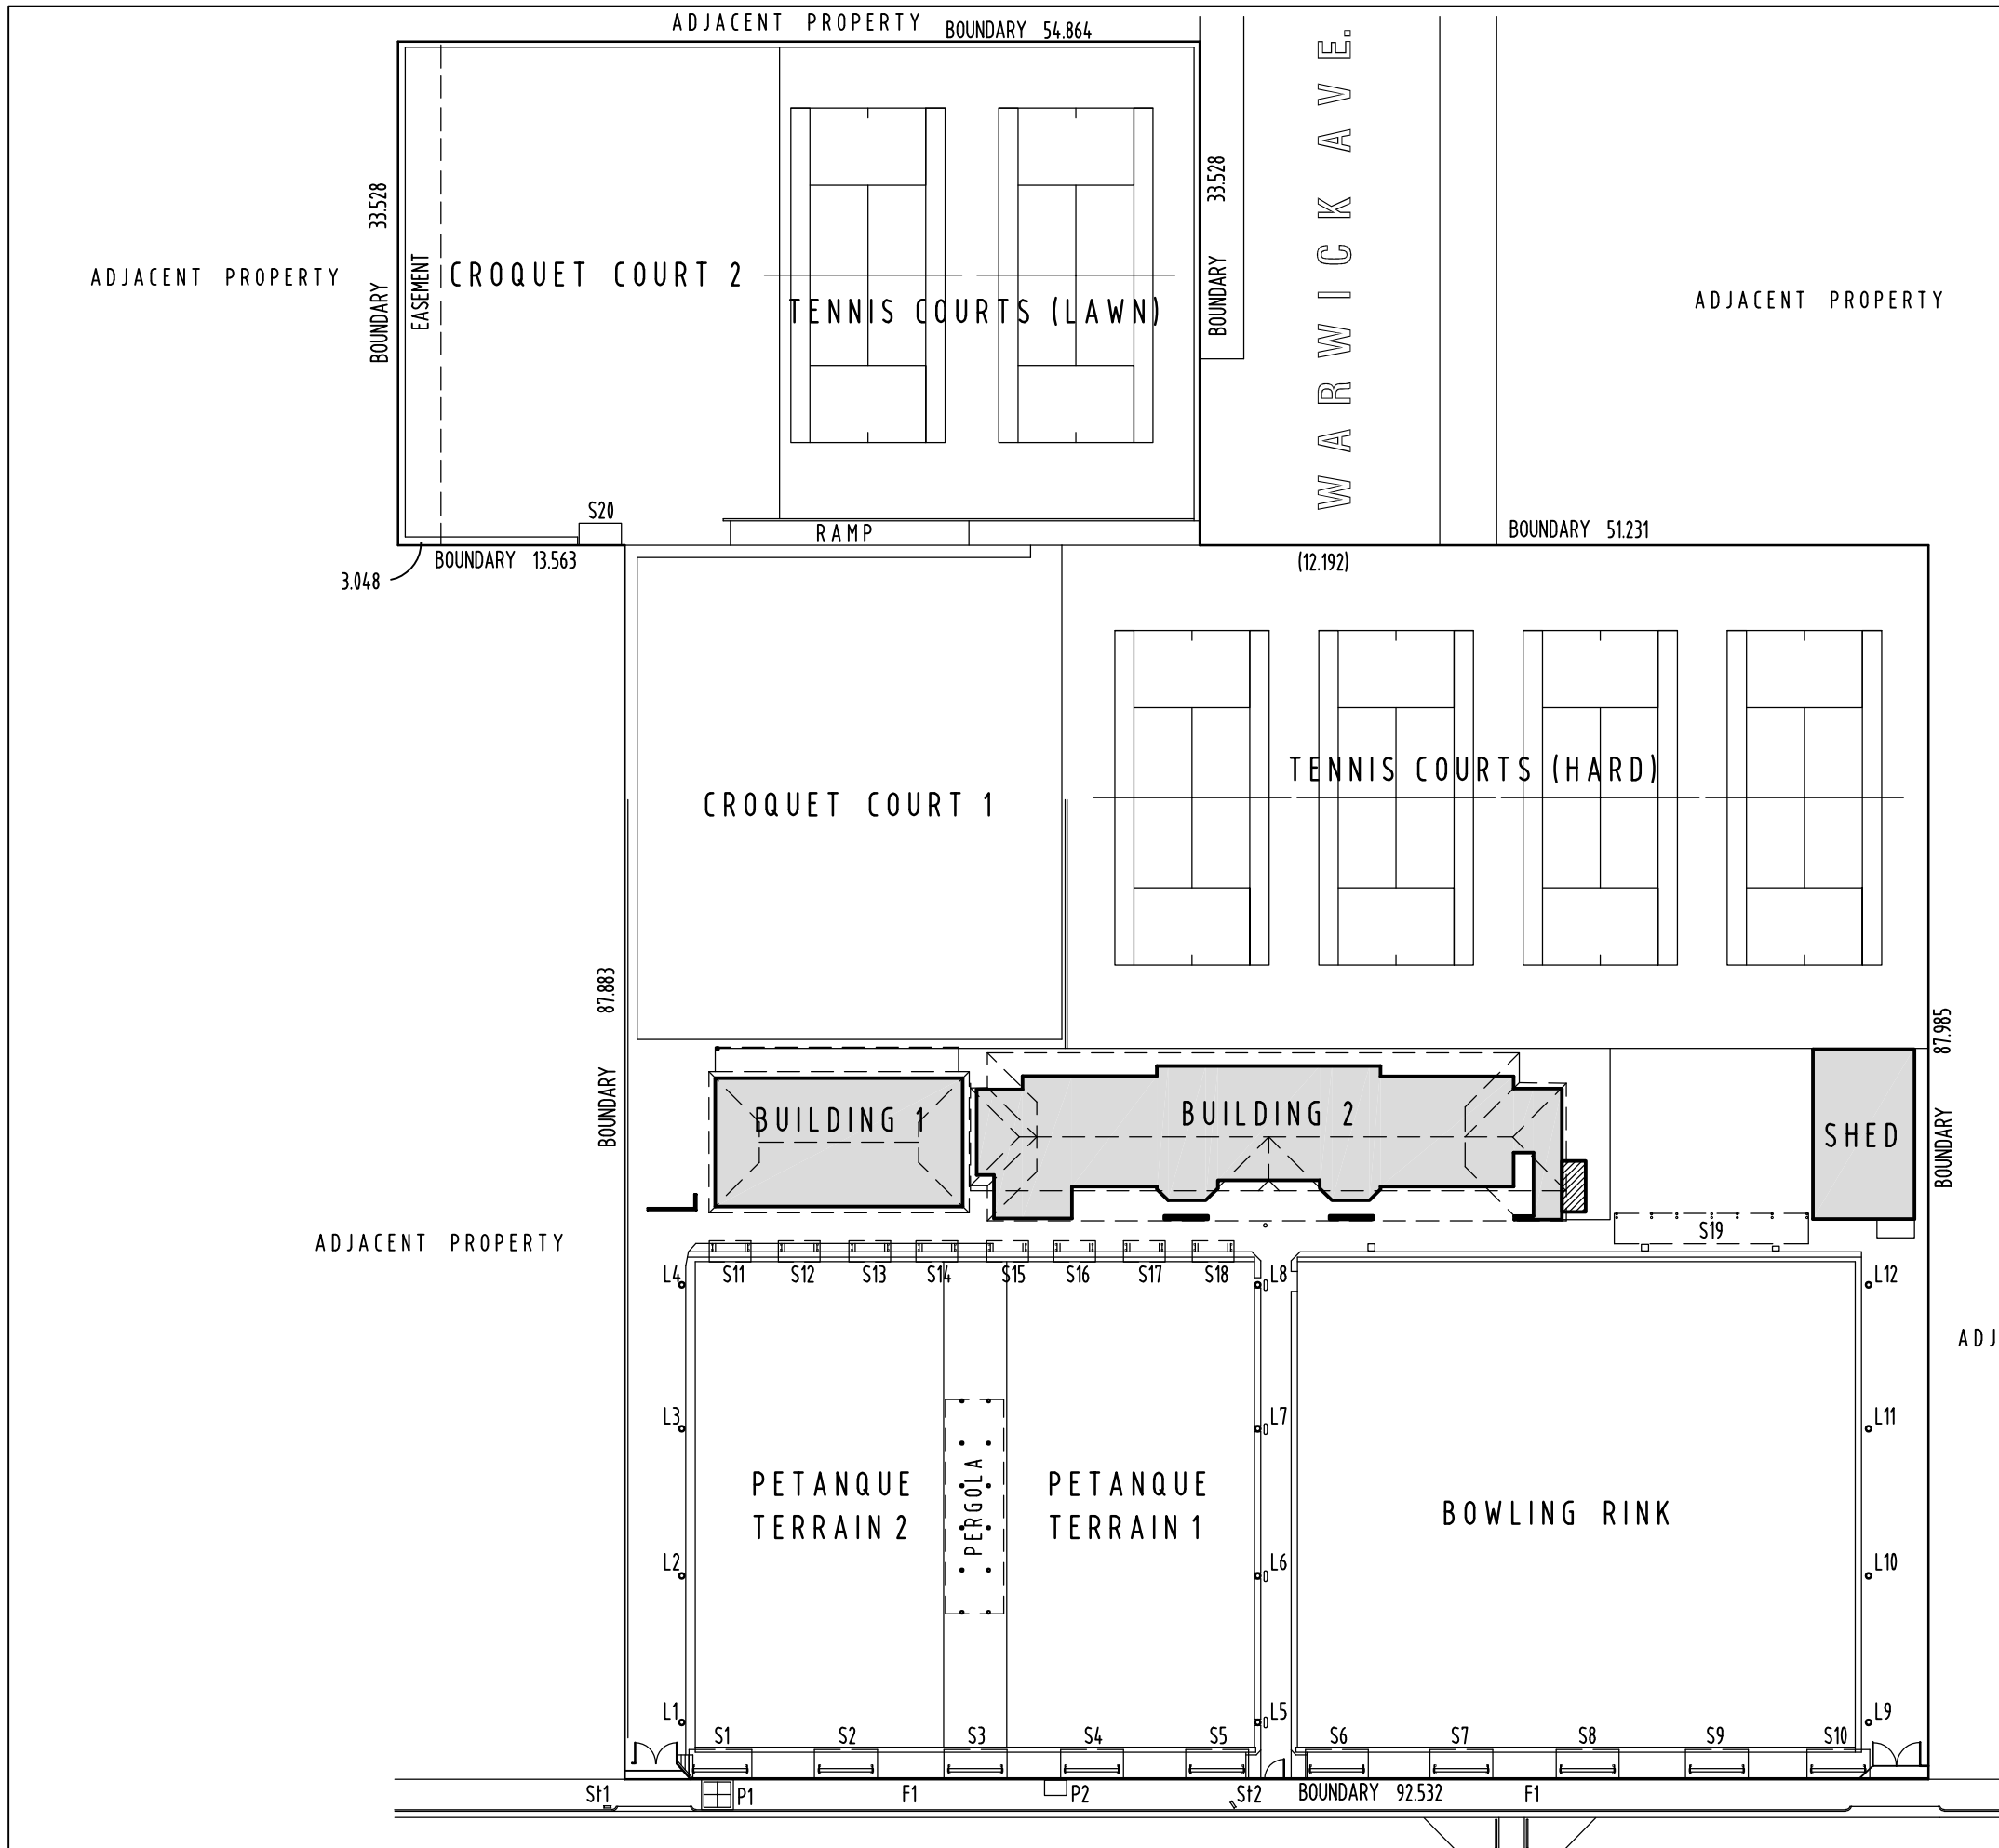 ADJACENT PROPERTY
BOUNDARY 54.864
WARWICK AVE.
33.528
BOUNDARY
EASEMENT
33.528
BOUNDARY
ADJACENT PROPERTY
CROQUET COURT 2
TENNIS COURTS (LAWN)
ADJACENT PROPERTY
S20
RAMP
BOUNDARY 51.231
BOUNDARY 13.563
(12.192)
3.048
TENNIS COURTS (HARD)
CROQUET COURT 1
87.883
BOUNDARY
87.985
BOUNDARY
BUILDING 1
BUILDING 2
SHED
S19
ADJACENT PROPERTY
L4
S11
S12
S13
S14
S15
S16
S17
S18
L8
L12
ADJ
L3
L7
L11
PETANQUE
TERRAIN 2
PERGOLA
PETANQUE
TERRAIN 1
BOWLING RINK
L2
L6
L10
L1
L5
L9
S1
S2
S3
S4
S5
S6
S7
S8
S9
S10
St1
P1
F1
P2
St2
BOUNDARY 92.532
F1